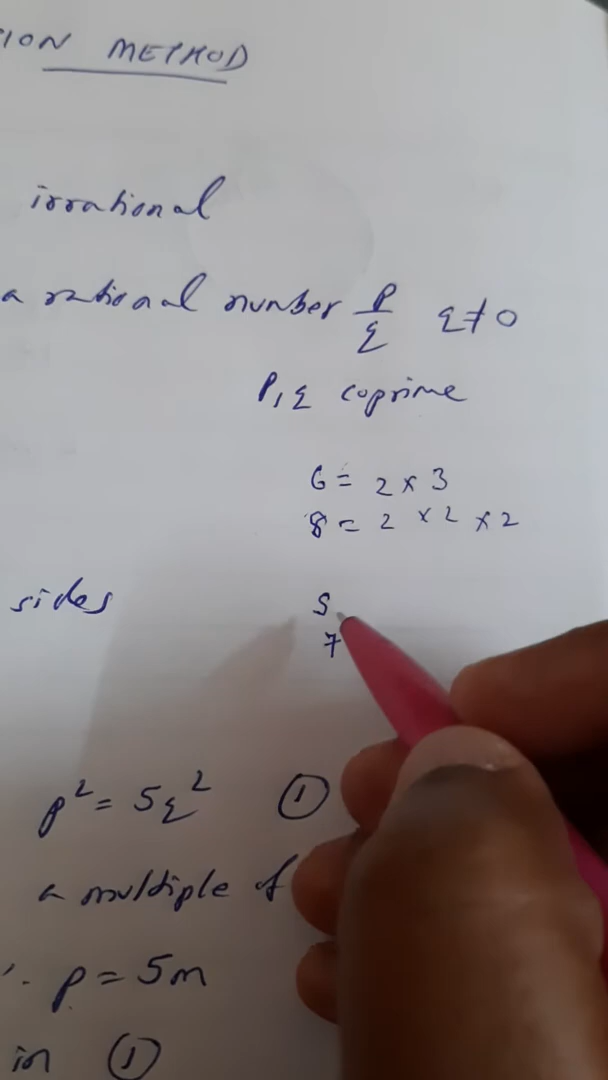 ION METHOD
irrational
a rational number p/q q≠0
P, q coprime
6 = 2 × 3
8 = 2 × 2 × 2
sides
5
7
p² = 5q² ①
a multiple of
∴ p = 5m
in ①